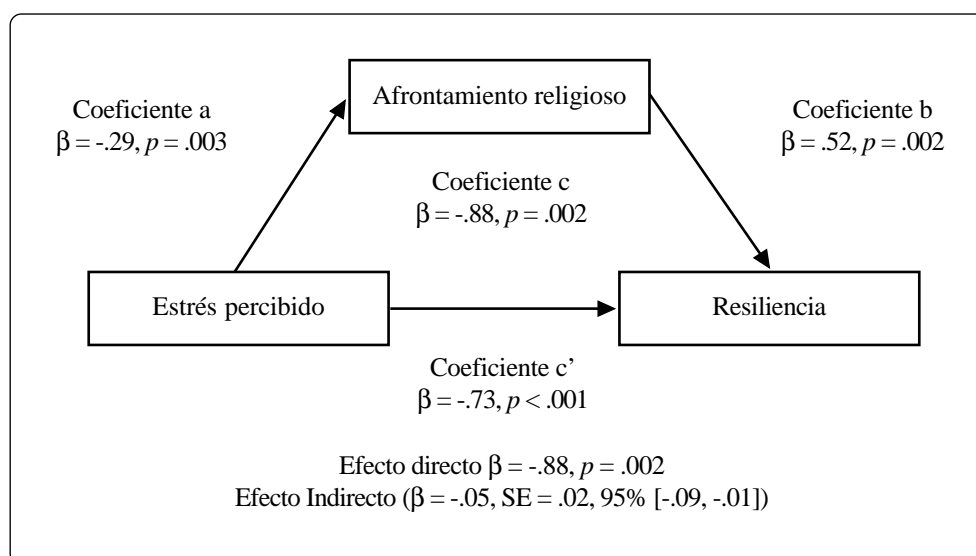 Afrontamiento religioso
Coeficiente a
β = -.29, p = .003
Coeficiente b
β = .52, p = .002
Coeficiente c
β = -.88, p = .002
Estrés percibido
Resiliencia
Coeficiente c’
β = -.73, p < .001
Efecto directo β = -.88, p = .002
Efecto Indirecto (β = -.05, SE = .02, 95% [-.09, -.01])